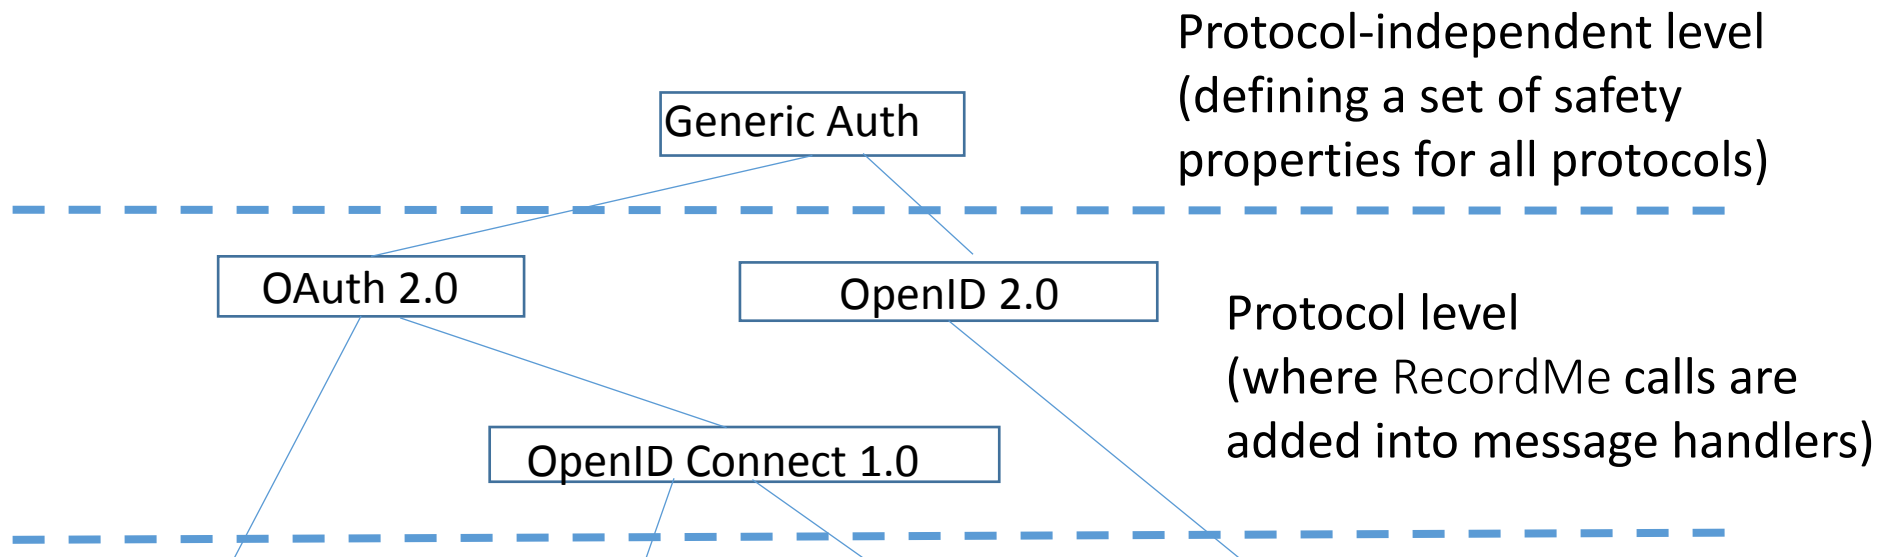 Protocol-independent level
(defining a set of safety
properties for all protocols)
Generic Auth
OAuth 2.0
OpenID 2.0
Protocol level
(where RecordMe calls are
added into message handlers)
OpenID Connect 1.0